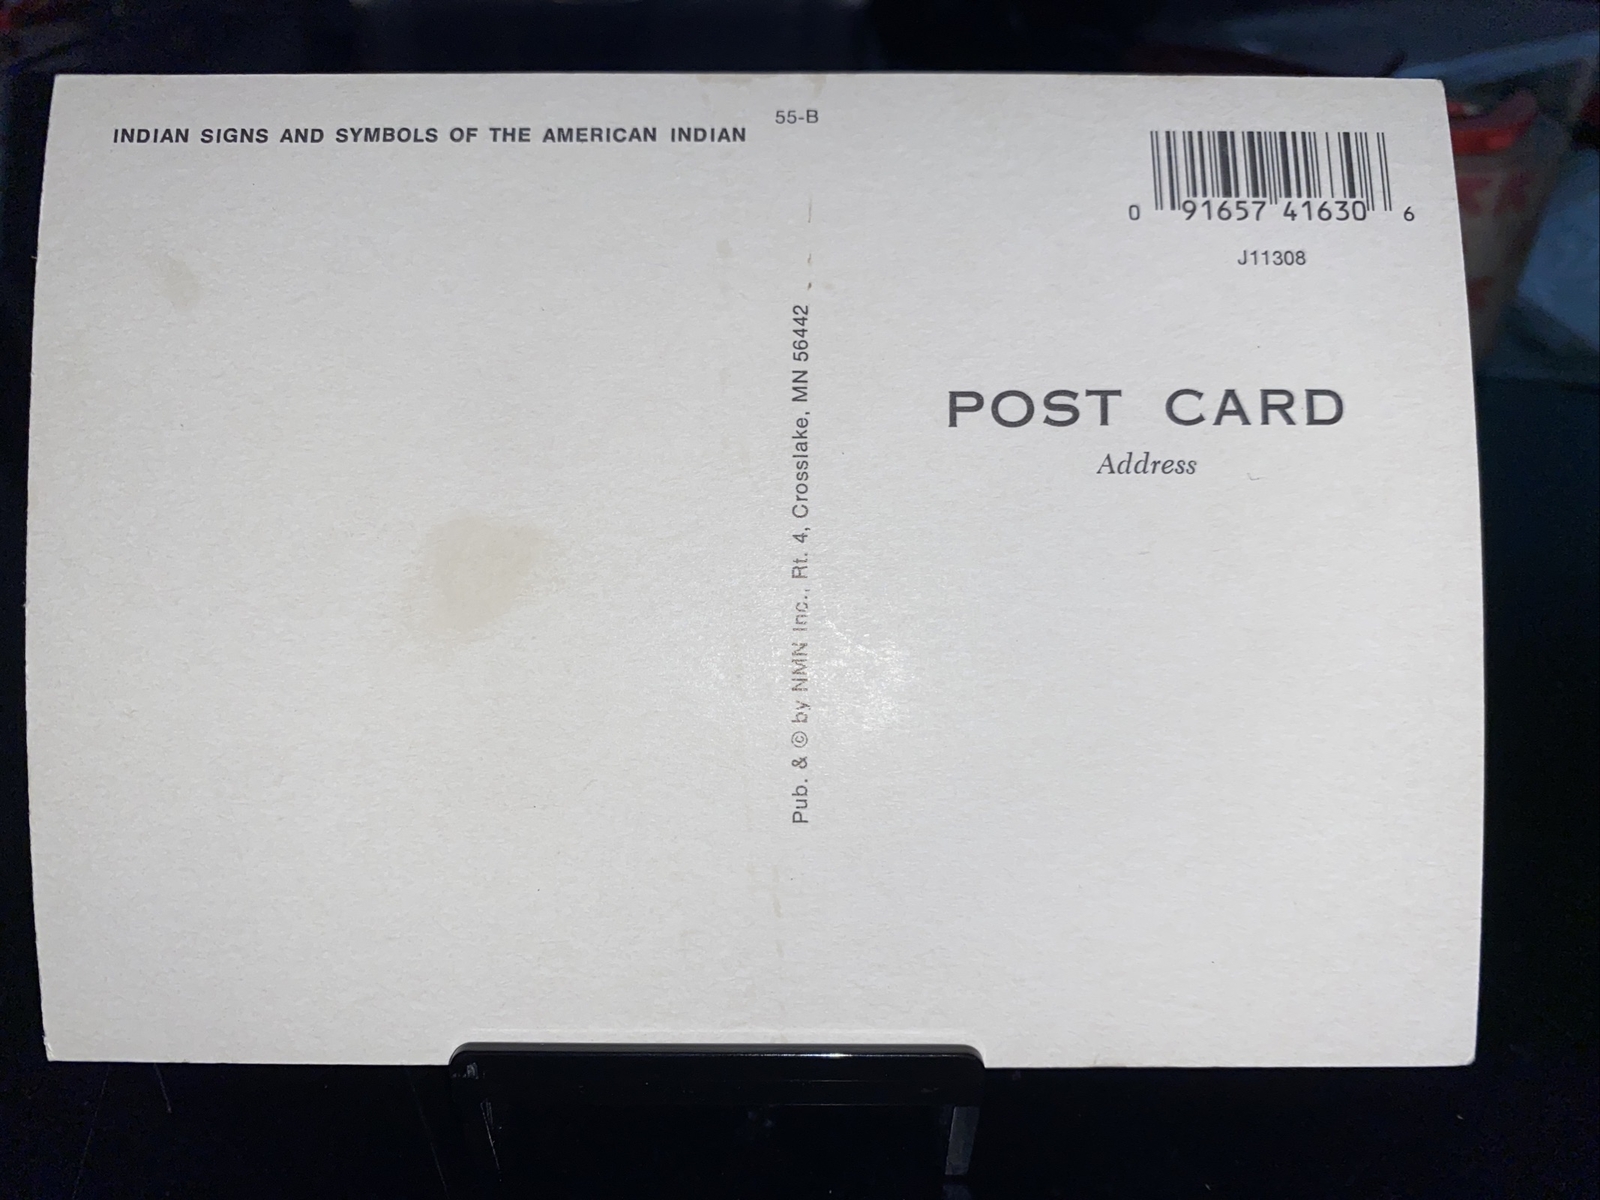 INDIAN SIGNS AND SYMBOLS OF THE AMERICAN INDIAN
55-B
Pub. & © by NMN Inc., Rt. 4, Crosslake, MN 56442
0 91657 41630 6
J11308
POST CARD
Address